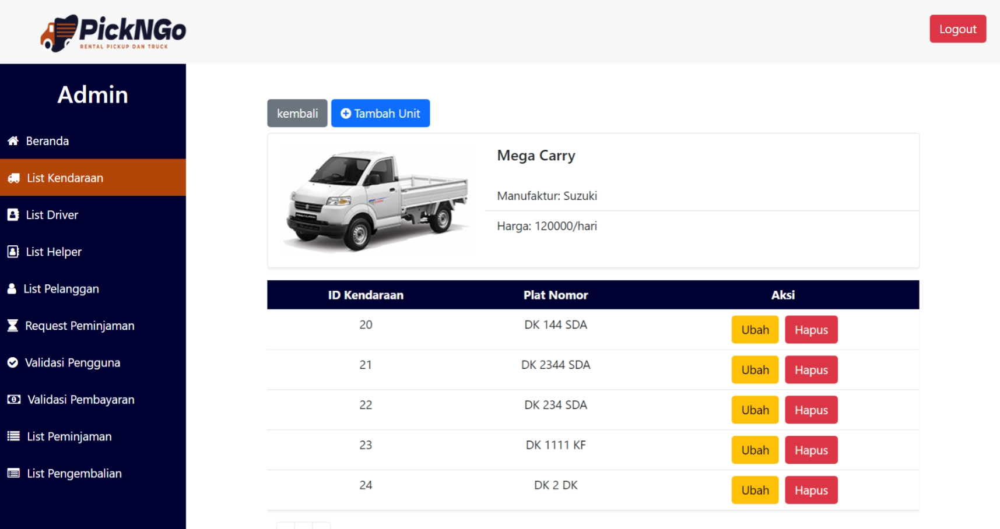 PickNGo
RENTAL PICKUP DAN TRUCK
Logout
Admin
Beranda
List Kendaraan
List Driver
List Helper
List Pelanggan
Request Peminjaman
Validasi Pengguna
Validasi Pembayaran
List Peminjaman
List Pengembalian
kembali
Tambah Unit
Mega Carry
Manufaktur: Suzuki
Harga: 120000/hari
ID Kendaraan Plat Nomor Aksi
20 DK 144 SDA Ubah Hapus
21 DK 2344 SDA Ubah Hapus
22 DK 234 SDA Ubah Hapus
23 DK 1111 KF Ubah Hapus
24 DK 2 DK Ubah Hapus